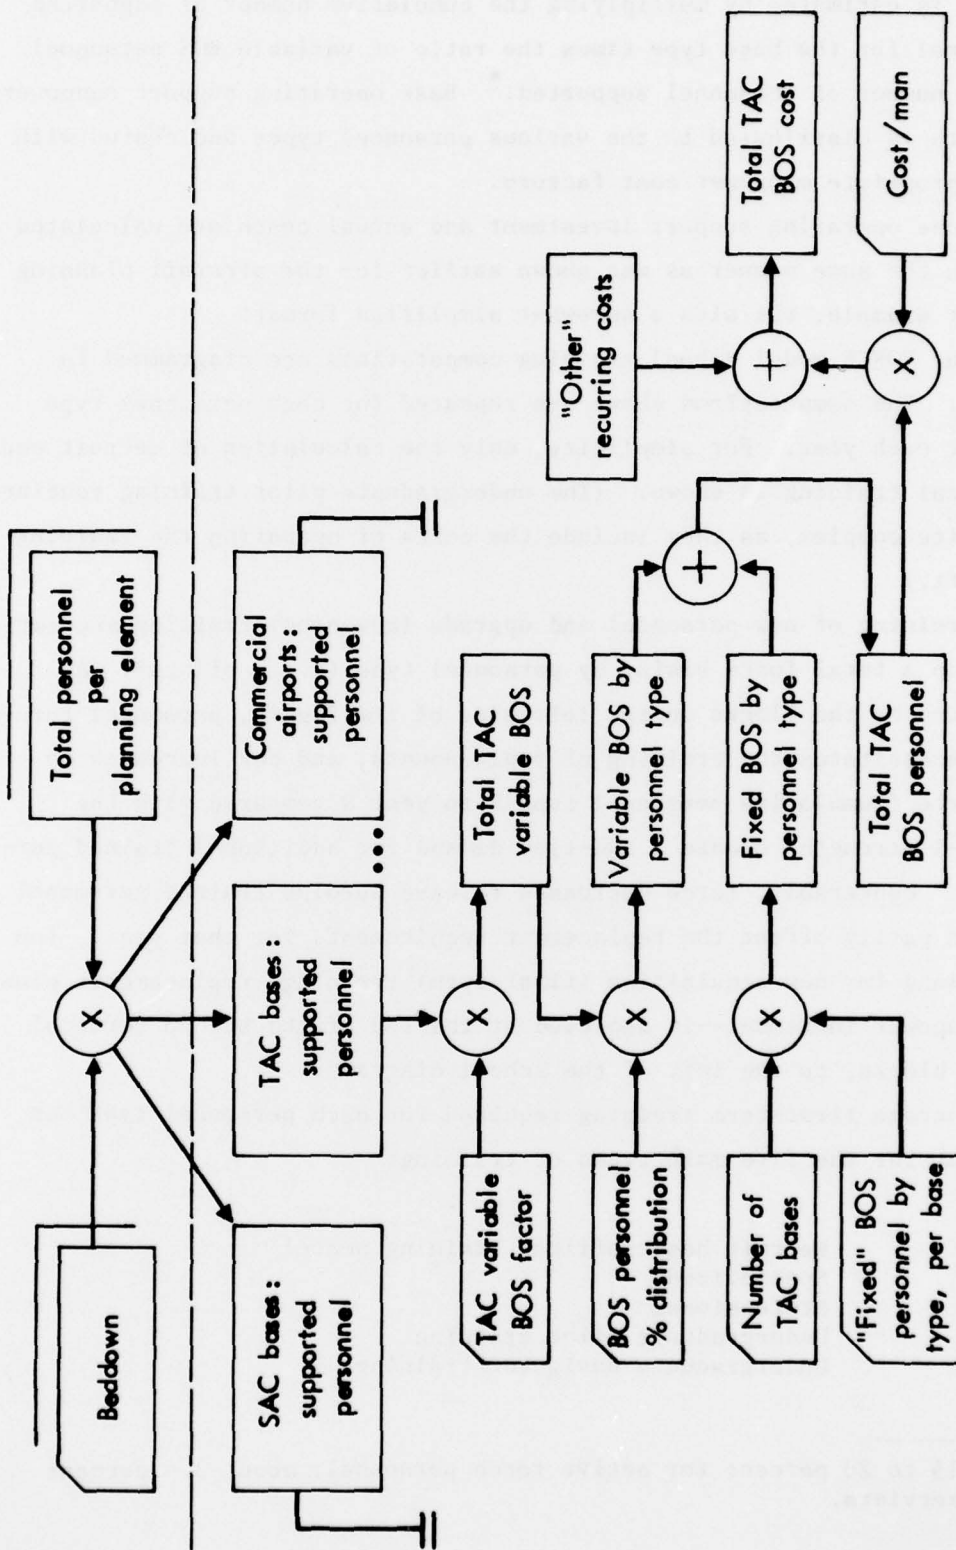 Beddown
Total personnel
per
planning element
×
SAC bases:
supported
personnel
TAC bases:
supported
personnel
Commercial
airports:
supported
personnel
TAC variable
BOS factor
×
Total TAC
variable BOS
BOS personnel
% distribution
×
Variable BOS by
personnel type
Number of
TAC bases
×
Fixed BOS by
personnel type
"Fixed" BOS
personnel by
type, per base
+
Total TAC
BOS personnel
"Other"
recuring costs
+
Total TAC
BOS cost
×
Cost/man